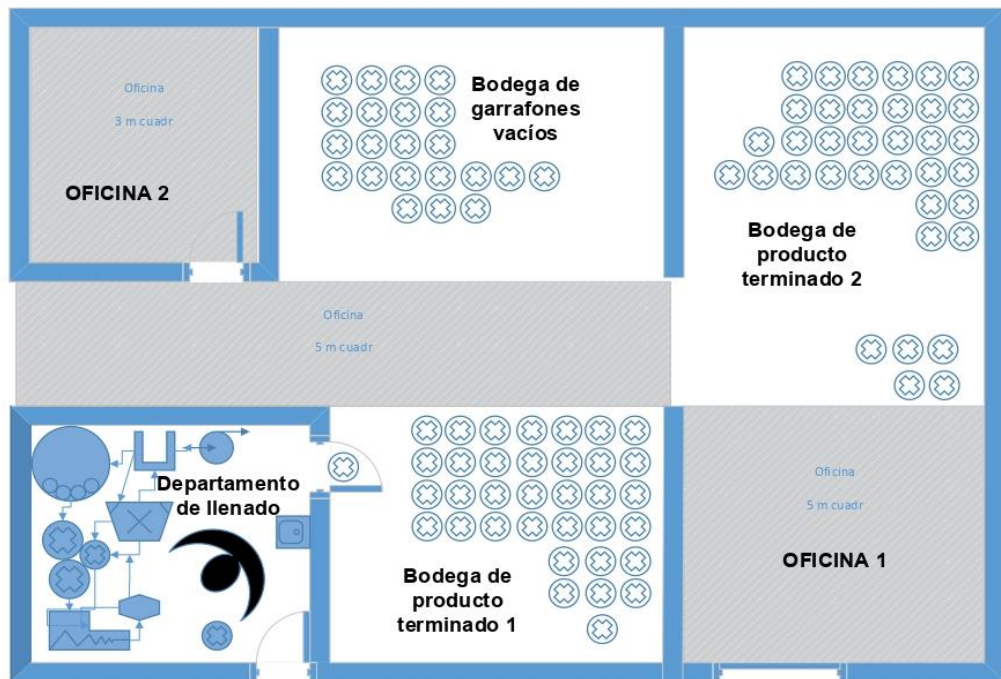 Oficina
3 m cuadr
OFICINA 2
Bodega de
garrafones
vacíos
Bodega de
producto
terminado 2
Oficina
5 m cuadr
Departamento
de llenado
Bodega de
producto
terminado 1
Oficina
5 m cuadr
OFICINA 1